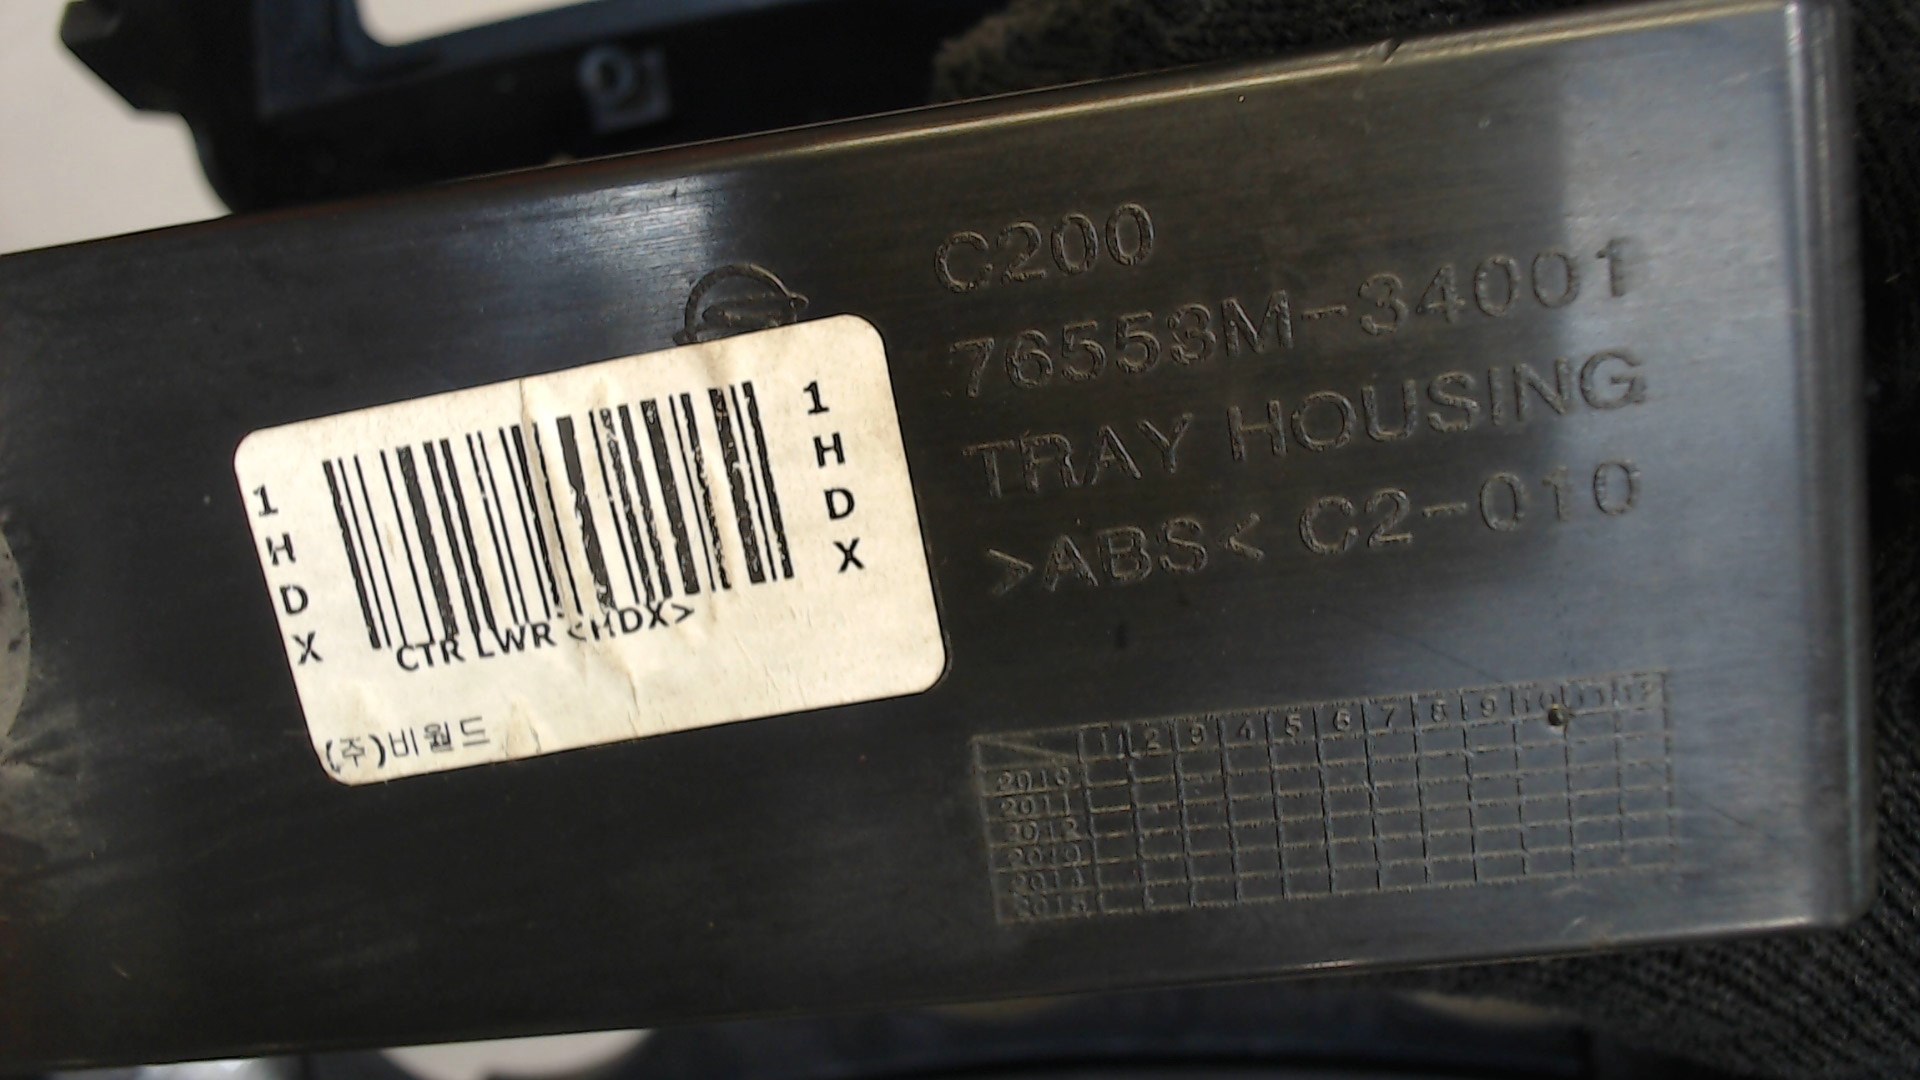 C200
76553M-34001
TRAY HOUSING
>ABS< C2-010
1HDX
1HDX
CTR LWR <HDX>
(주)비월드
1 2 3 4 5 6 7 8 9 10 11 12
2010
2011
2012
2013
2014
2015